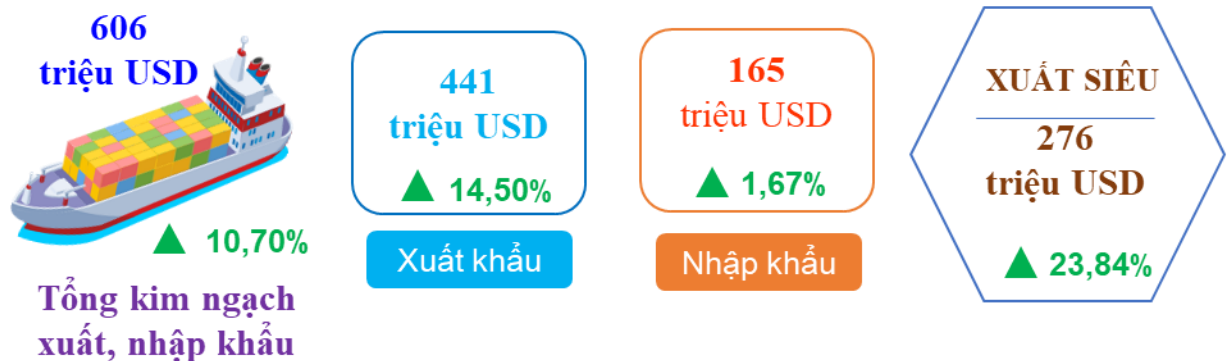 606
triệu USD
▲ 10,70%
Tổng kim ngạch
xuất, nhập khẩu
441
triệu USD
▲ 14,50%
Xuất khẩu
165
triệu USD
▲ 1,67%
Nhập khẩu
XUẤT SIÊU
276
triệu USD
▲ 23,84%